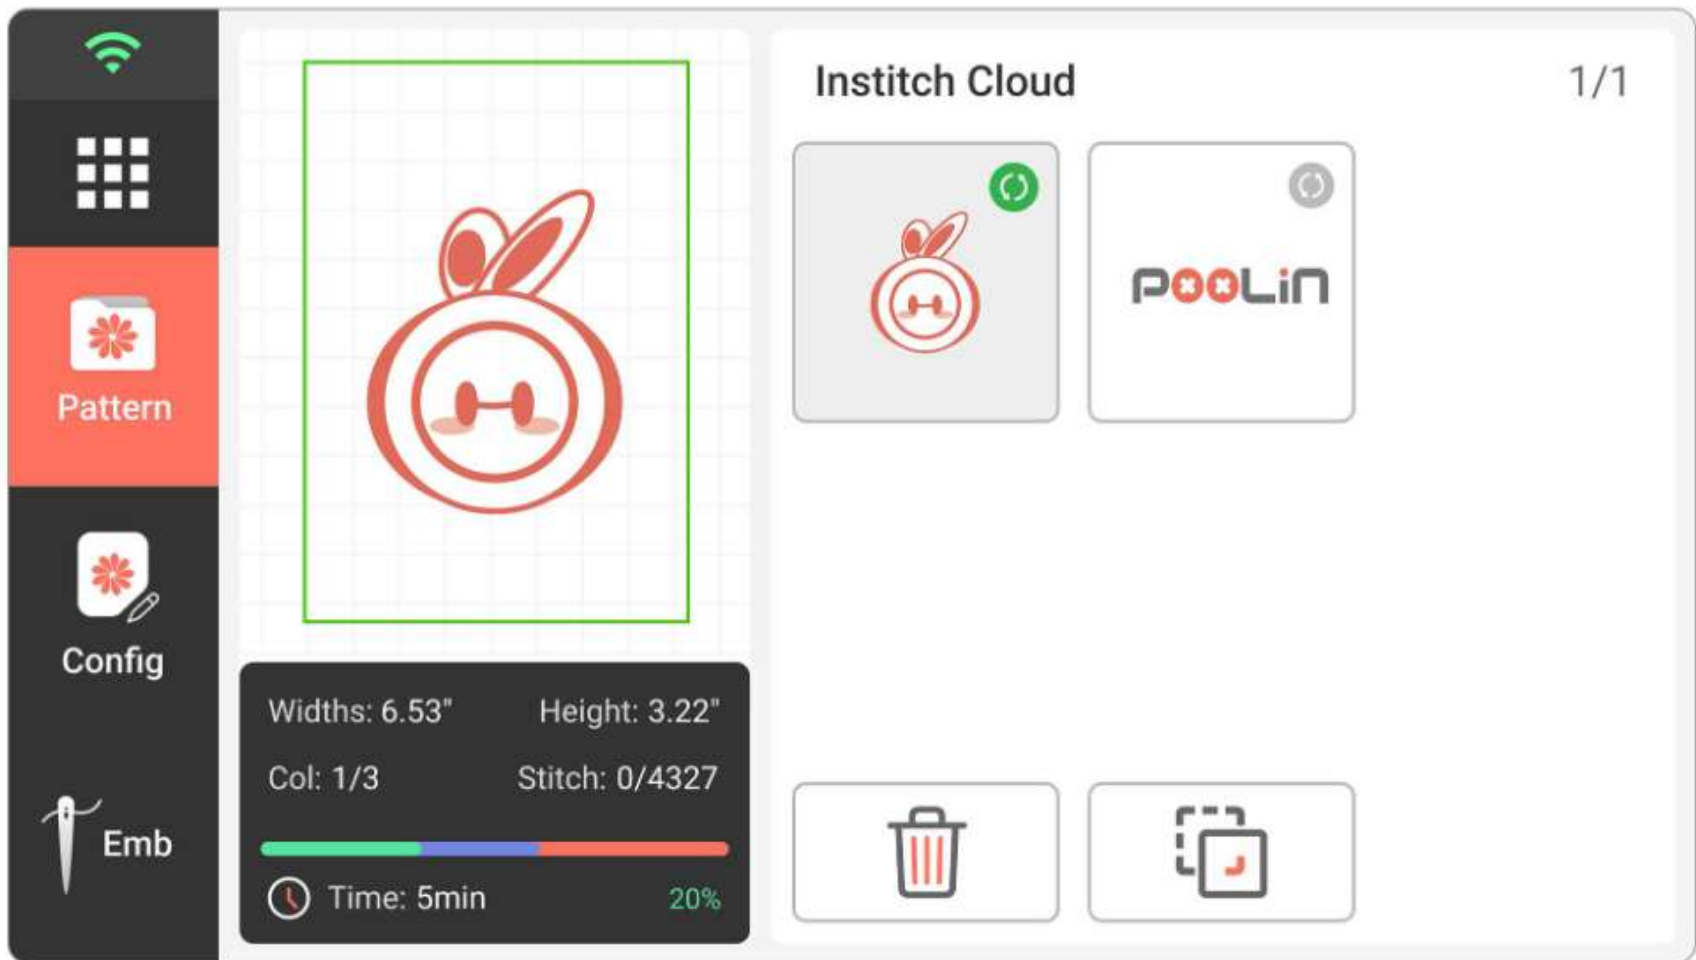 Pattern
Config
Emb
Widths: 6.53" Height: 3.22"
Col: 1/3 Stitch: 0/4327
Time: 5min 20%
Institch Cloud 1/1
POOLiN